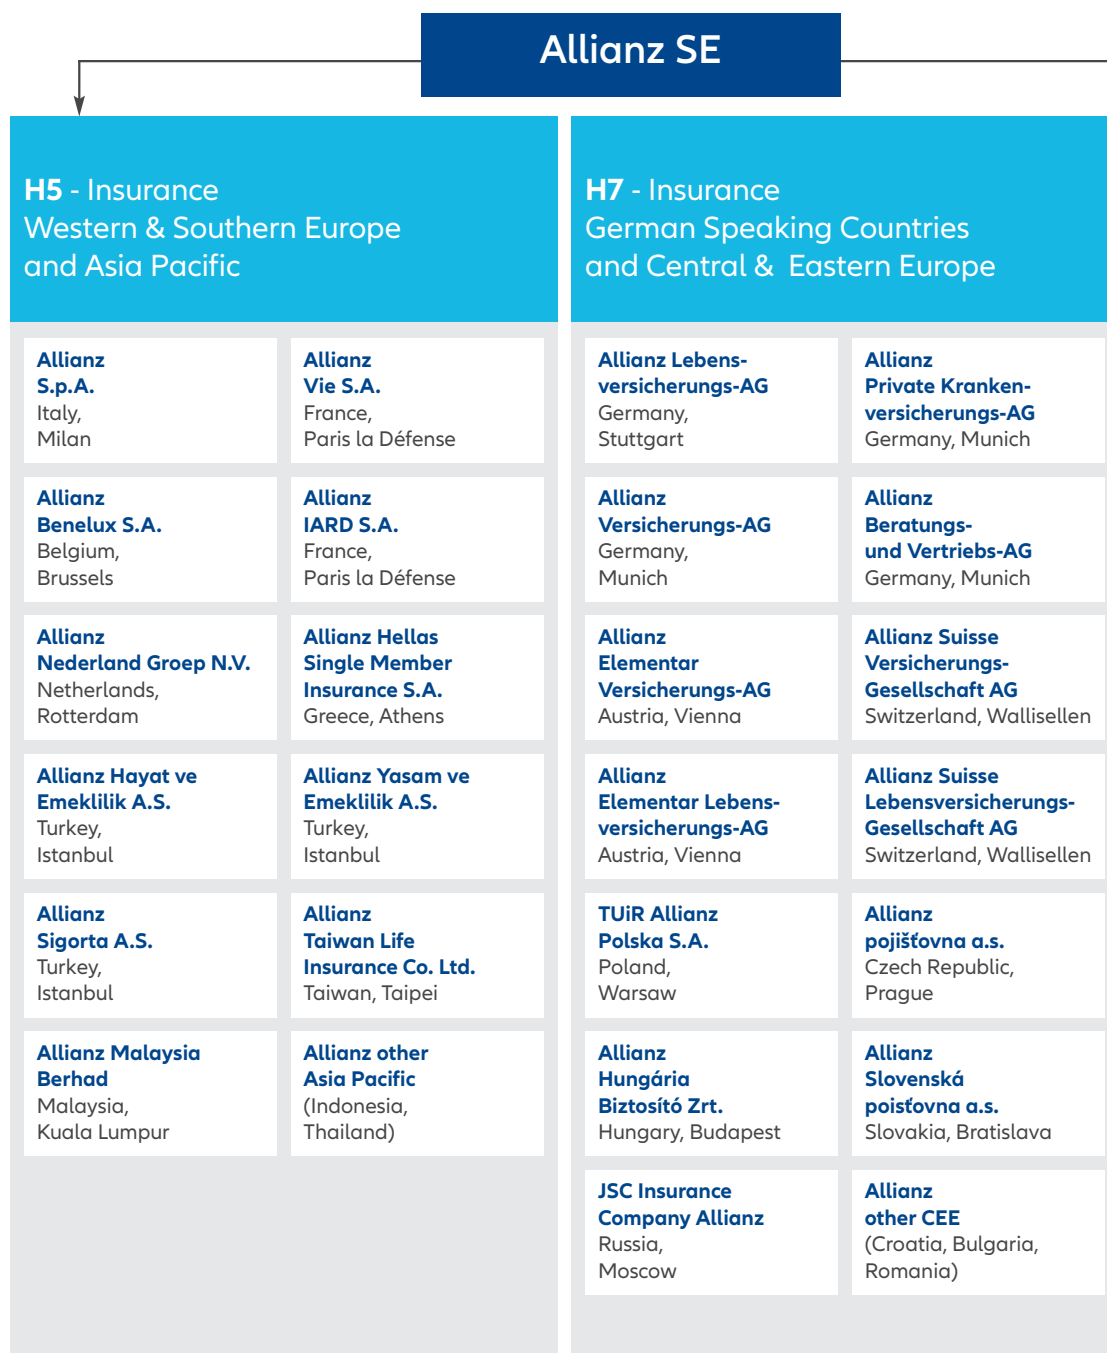 Allianz SE
H5 - Insurance
Western & Southern Europe
and Asia Pacific
Allianz
S.p.A.
Italy,
Milan
Allianz
Vie S.A.
France,
Paris la Défense
Allianz
Benelux S.A.
Belgium,
Brussels
Allianz
IARD S.A.
France,
Paris la Défense
Allianz
Nederland Groep N.V.
Netherlands,
Rotterdam
Allianz Hellas
Single Member
Insurance S.A.
Greece, Athens
Allianz Hayat ve
Emeklilik A.S.
Turkey,
Istanbul
Allianz Yasam ve
Emeklilik A.S.
Turkey,
Istanbul
Allianz
Sigorta A.S.
Turkey,
Istanbul
Allianz
Taiwan Life
Insurance Co. Ltd.
Taiwan, Taipei
Allianz Malaysia
Berhad
Malaysia,
Kuala Lumpur
Allianz other
Asia Pacific
(Indonesia,
Thailand)
H7 - Insurance
German Speaking Countries
and Central & Eastern Europe
Allianz Lebens-
versicherungs-AG
Germany,
Stuttgart
Allianz
Private Kranken-
versicherungs-AG
Germany, Munich
Allianz
Versicherungs-AG
Germany,
Munich
Allianz
Beratungs-
und Vertriebs-AG
Germany, Munich
Allianz
Elementar
Versicherungs-AG
Austria, Vienna
Allianz Suisse
Versicherungs-
Gesellschaft AG
Switzerland, Wallisellen
Allianz
Elementar Lebens-
versicherungs-AG
Austria, Vienna
Allianz Suisse
Lebensversicherungs-
Gesellschaft AG
Switzerland, Wallisellen
TUiR Allianz
Polska S.A.
Poland,
Warsaw
Allianz
pojišťovna a.s.
Czech Republic,
Prague
Allianz
Hungária
Biztosító Zrt.
Hungary, Budapest
Allianz
Slovenská
poisťovna a.s.
Slovakia, Bratislava
JSC Insurance
Company Allianz
Russia,
Moscow
Allianz
other CEE
(Croatia, Bulgaria,
Romania)